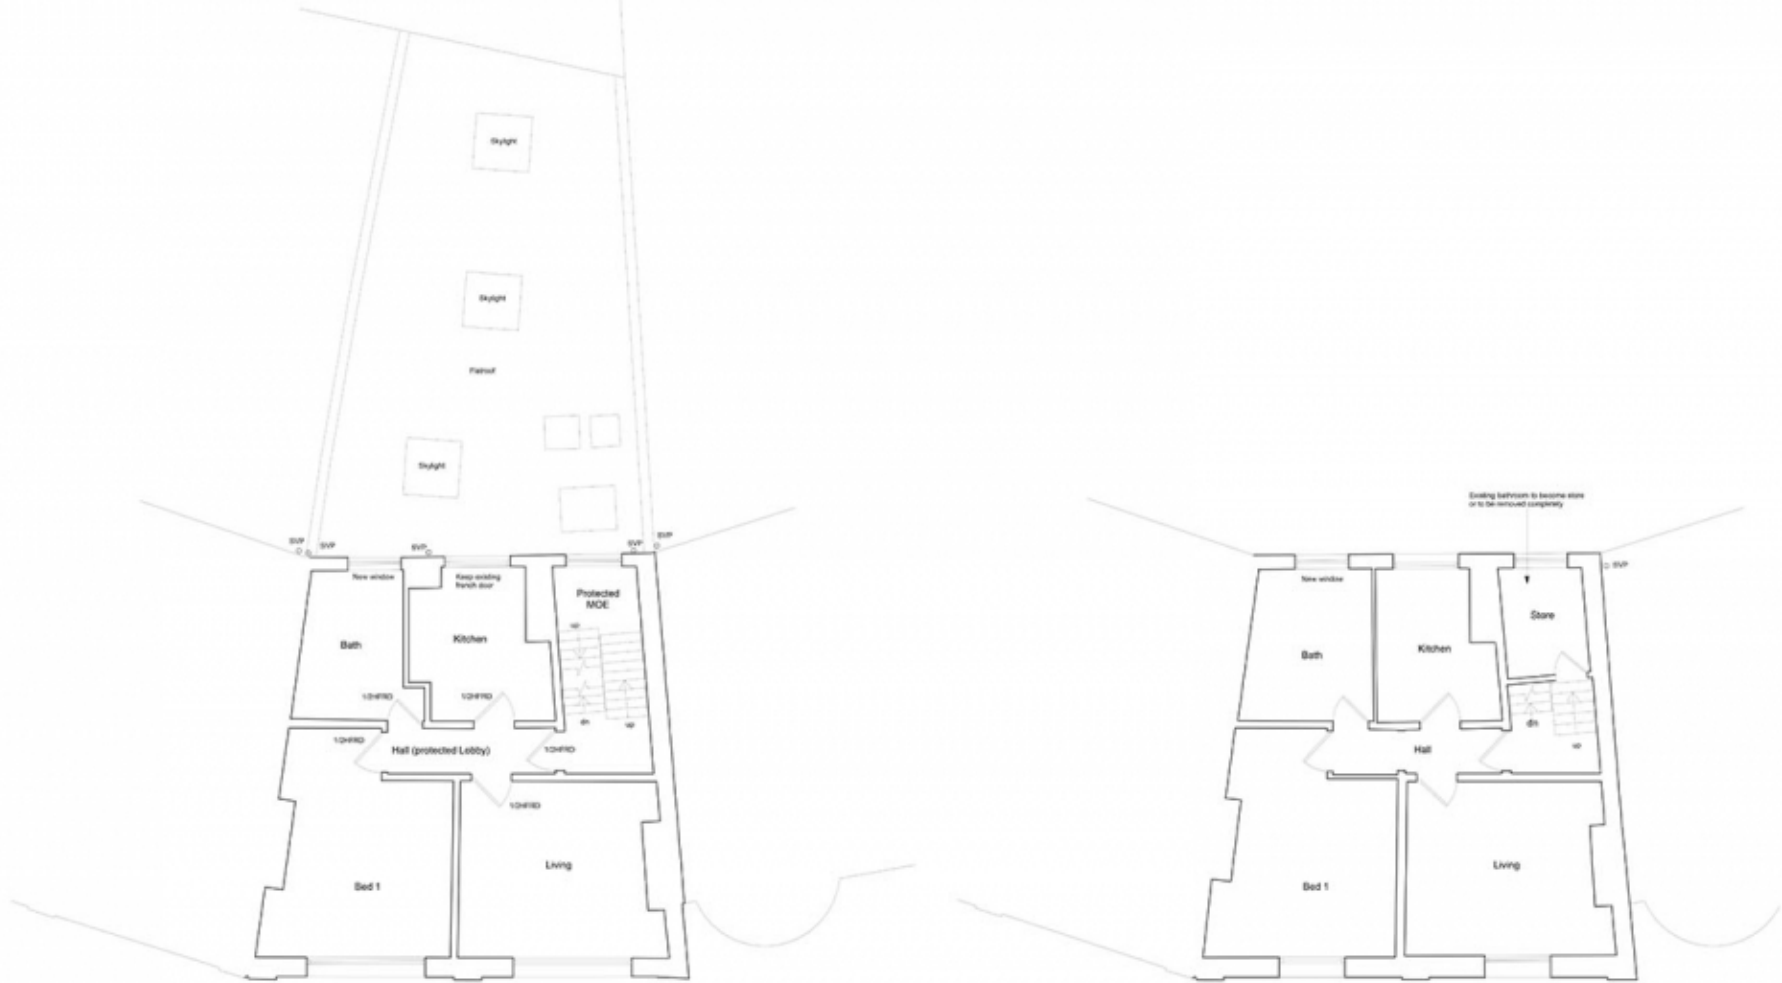 Skylight
Skylight
Flatroof
Skylight
SVP
SVP
SVP
SVP
SVP
New window
Keep existing
french door
Protected
MOE
up
Bath
Kitchen
1/2HFRD
1/2HFRD
dn
up
1/2HFRD
Hall (protected Lobby)
1/2HFRD
1/2HFRD
Living
Bed 1
Existing bathroom to become store
or to be removed completely
SVP
New window
Store
Bath
Kitchen
dn
up
Hall
Living
Bed 1